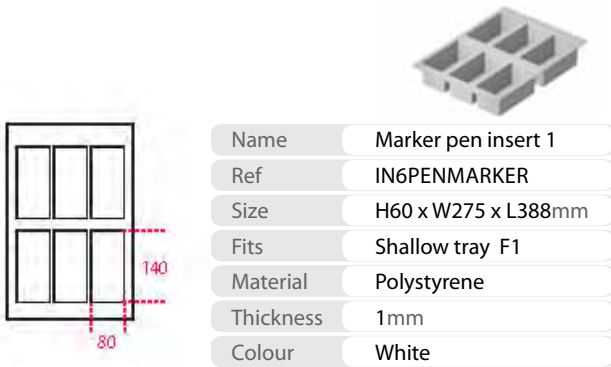 Name Marker pen insert 1
Ref IN6PENMARKER
Size H60 x W275 x L388mm
Fits Shallow tray F1
140
Material Polystyrene
Thickness 1mm
80
Colour White